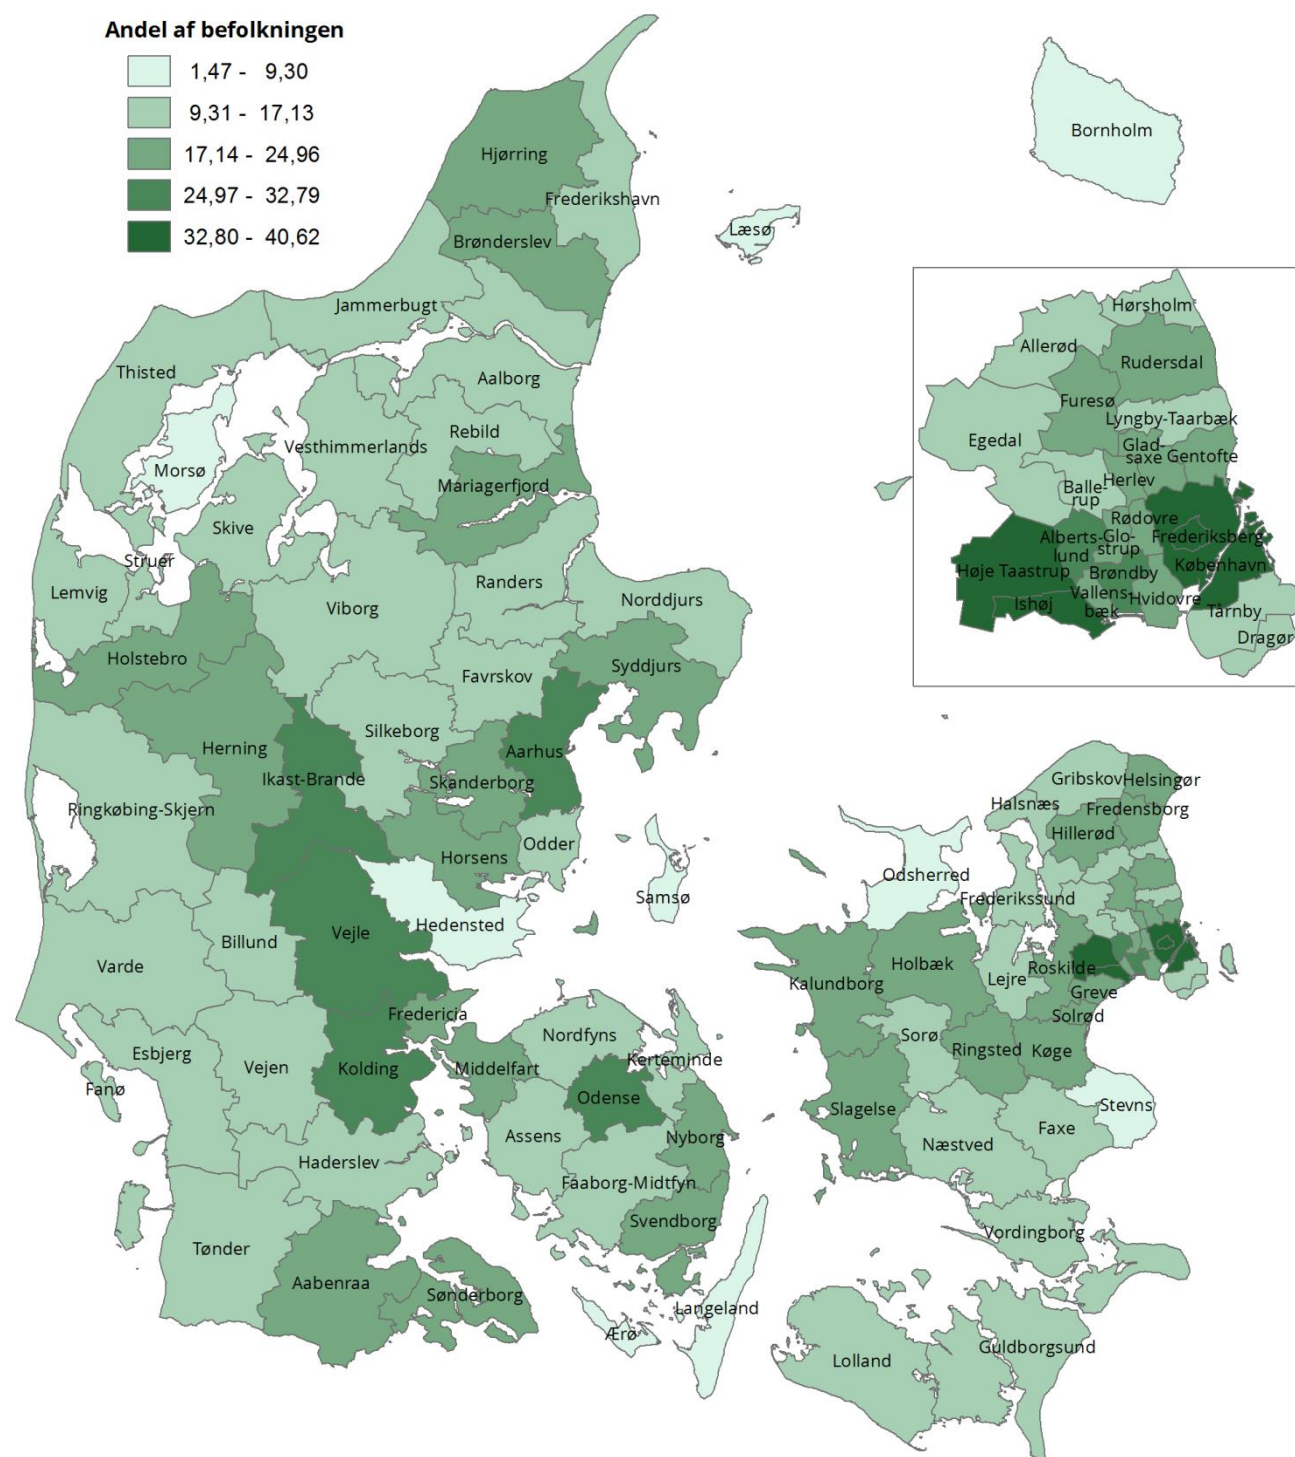 Andel af befolkningen
1,47 - 9,30
9,31 - 17,13
17,14 - 24,96
24,97 - 32,79
32,80 - 40,62
Bornholm
Hjørring
Frederikshavn
Læsø
Brønderslev
Jammerbugt
Thisted
Aalborg
Rebild
Vesthimmerlands
Morsø
Mariagerfjord
Skive
Struer
Lemvig
Randers
Viborg
Norddjurs
Holstebro
Syddjurs
Favrskov
Silkeborg
Herning
Aarhus
Ikast-Brande
Skanderborg
Ringkøbing-Skjern
Odder
Horsens
Samsø
Hedensted
Billund
Vejle
Varde
Fredericia
Esbjerg
Vejen
Kolding
Fanø
Haderslev
Tønder
Aabenraa
Sønderborg
Nordfyns
Kerteminde
Middelfart
Odense
Assens
Nyborg
Faaborg-Midtfyn
Svendborg
Langeland
Ærø
Hørsholm
Allerød
Rudersdal
Furesø
Lyngby-Taarbæk
Egedal
Glad-
saxe
Gentofte
Herlev
Balle-
rup
Rødovre
Frederiksberg
Alberts-
lund
Glo-
strup
København
Høje Taastrup
Brøndby
Vallens-
bæk
Hvidovre
Ishøj
Tårnby
Dragør
Gribskov
Helsingør
Halsnæs
Fredensborg
Hillerød
Odsherred
Frederikssund
Holbæk
Kalundborg
Lejre
Roskilde
Greve
Solrød
Sorø
Ringsted
Køge
Slagelse
Stevns
Faxe
Næstved
Vordingborg
Lolland
Guldborgsund